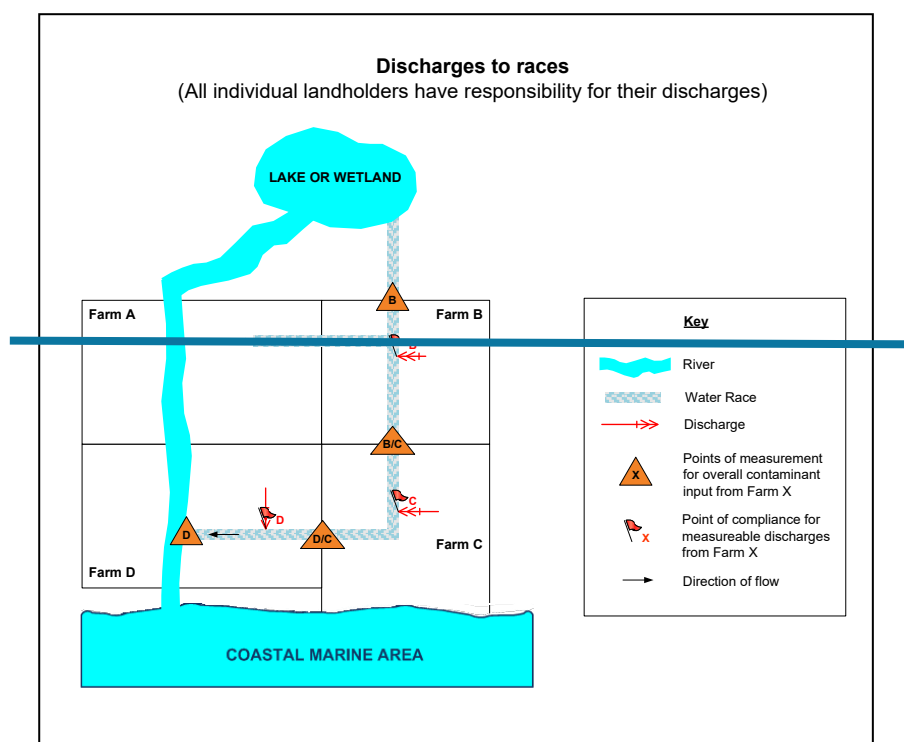 Discharges to races
(All individual landholders have responsibility for their discharges)
LAKE OR WETLAND
B
Farm A
Farm B
B/C
C
D
D
D/C
Farm C
Farm D
COASTAL MARINE AREA
Key
River
Water Race
Discharge
X
Points of measurement
for overall contaminant
input from Farm X
X
Point of compliance for
measureable discharges
from Farm X
Direction of flow